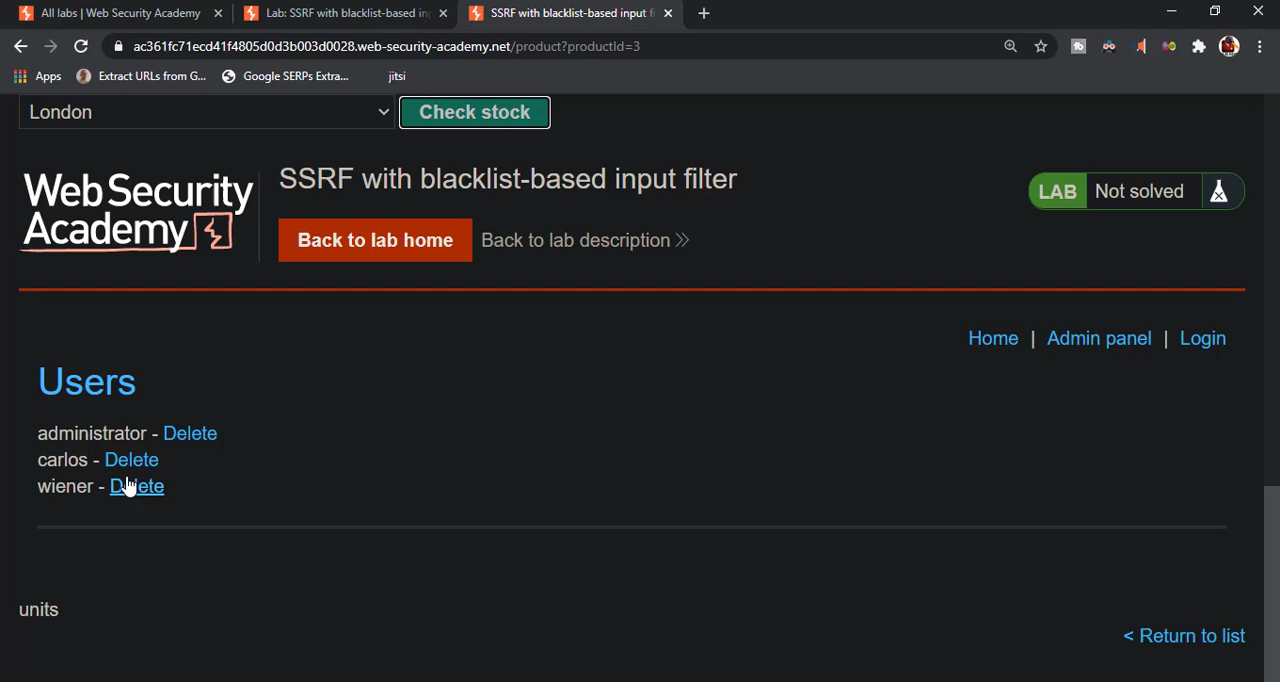 All labs | Web Security Academy
Lab: SSRF with blacklist-based in
SSRF with blacklist-based input f
ac361fc71ecd41f4805d0d3b003d0028.web-security-academy.net/product?productId=3
Apps
Extract URLs from G...
Google SERPs Extra...
jitsi
London
Check stock
Web Security
Academy
SSRF with blacklist-based input filter
Back to lab home
Back to lab description
LAB
Not solved
Home | Admin panel | Login
Users
administrator - Delete
carlos - Delete
wiener - Delete
units
< Return to list